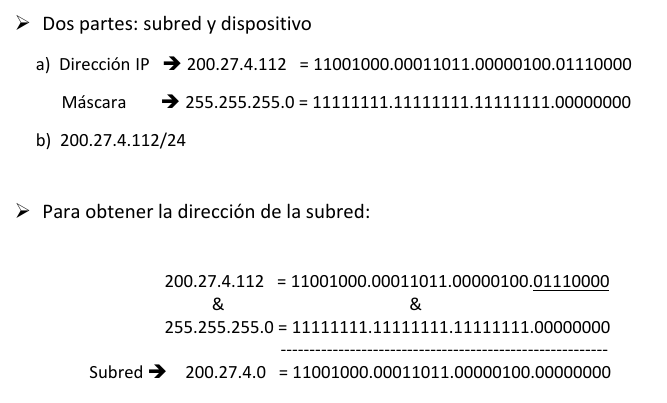 ➢ Dos partes: subred y dispositivo
a) Dirección IP ➔ 200.27.4.112 = 11001000.00011011.00000100.01110000
Máscara ➔ 255.255.255.0 = 11111111.11111111.11111111.00000000
b) 200.27.4.112/24
➢ Para obtener la dirección de la subred:
200.27.4.112 = 11001000.00011011.00000100.01110000
& &
255.255.255.0 = 11111111.11111111.11111111.00000000
----------------------------------------------------------
Subred ➔ 200.27.4.0 = 11001000.00011011.00000100.00000000